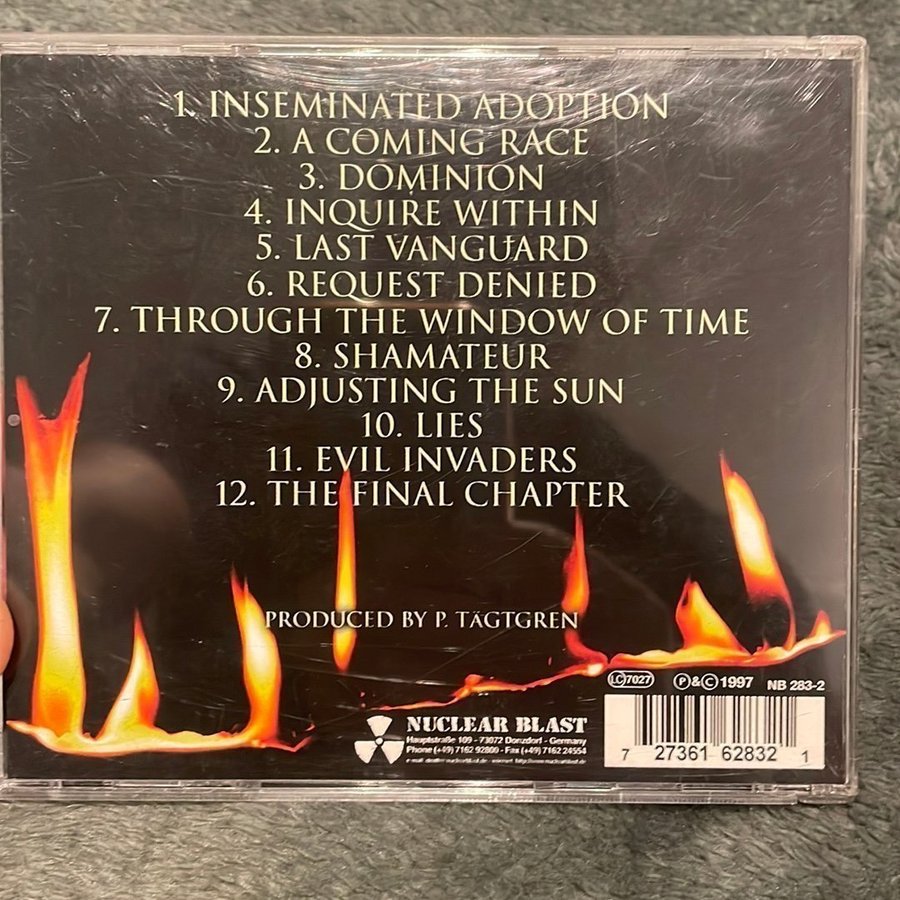 1. INSEMINATED ADOPTION
2. A COMING RACE
3. DOMINION
4. INQUIRE WITHIN
5. LAST VANGUARD
6. REQUEST DENIED
7. THROUGH THE WINDOW OF TIME
8. SHAMATEUR
9. ADJUSTING THE SUN
10. LIES
11. EVIL INVADERS
12. THE FINAL CHAPTER
PRODUCED BY P. TÄGTGREN
LC7027 Ⓟ&Ⓒ1997 NB 283-2
NUCLEAR BLAST
Hauptstraße 109 - 73072 Donzdorf - Germany
Phone (+49) 7162 92800 - Fax (+49) 7162 24554
7 27361 62832 1